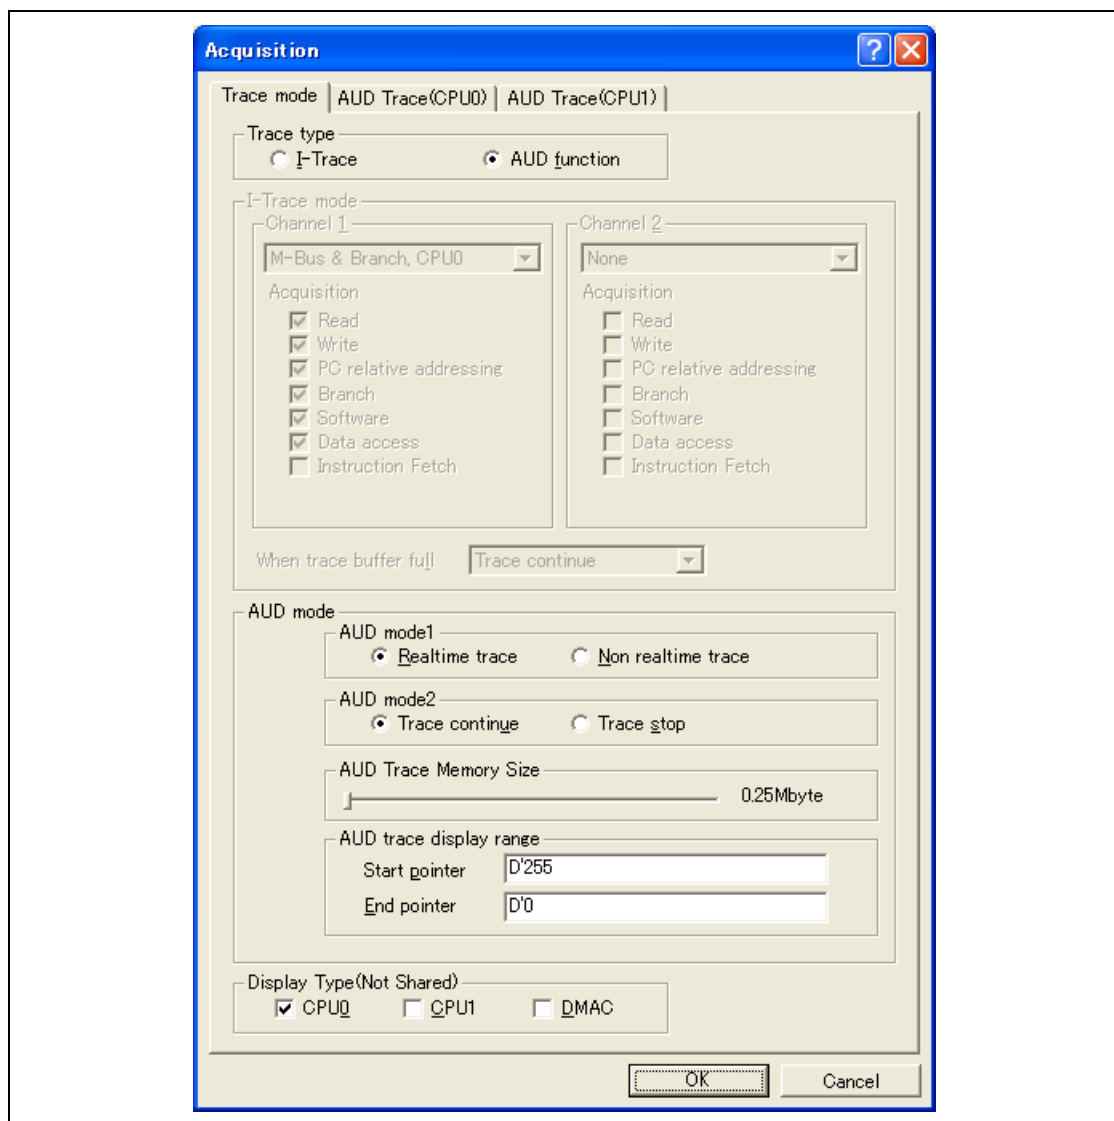 Acquisition
Trace mode AUD Trace(CPU0) AUD Trace(CPU1)
Trace type
I-Trace AUD function
I-Trace mode
Channel 1 Channel 2
M-Bus & Branch, CPU0 None
Acquisition Acquisition
Read Read
Write Write
PC relative addressing PC relative addressing
Branch Branch
Software Software
Data access Data access
Instruction Fetch Instruction Fetch
When trace buffer full Trace continue
AUD mode
AUD mode1
Realtime trace Non realtime trace
AUD mode2
Trace continue Trace stop
AUD Trace Memory Size
0.25Mbyte
AUD trace display range
Start pointer D'255
End pointer D'0
Display Type(Not Shared)
CPU0 CPU1 DMAC
OK Cancel